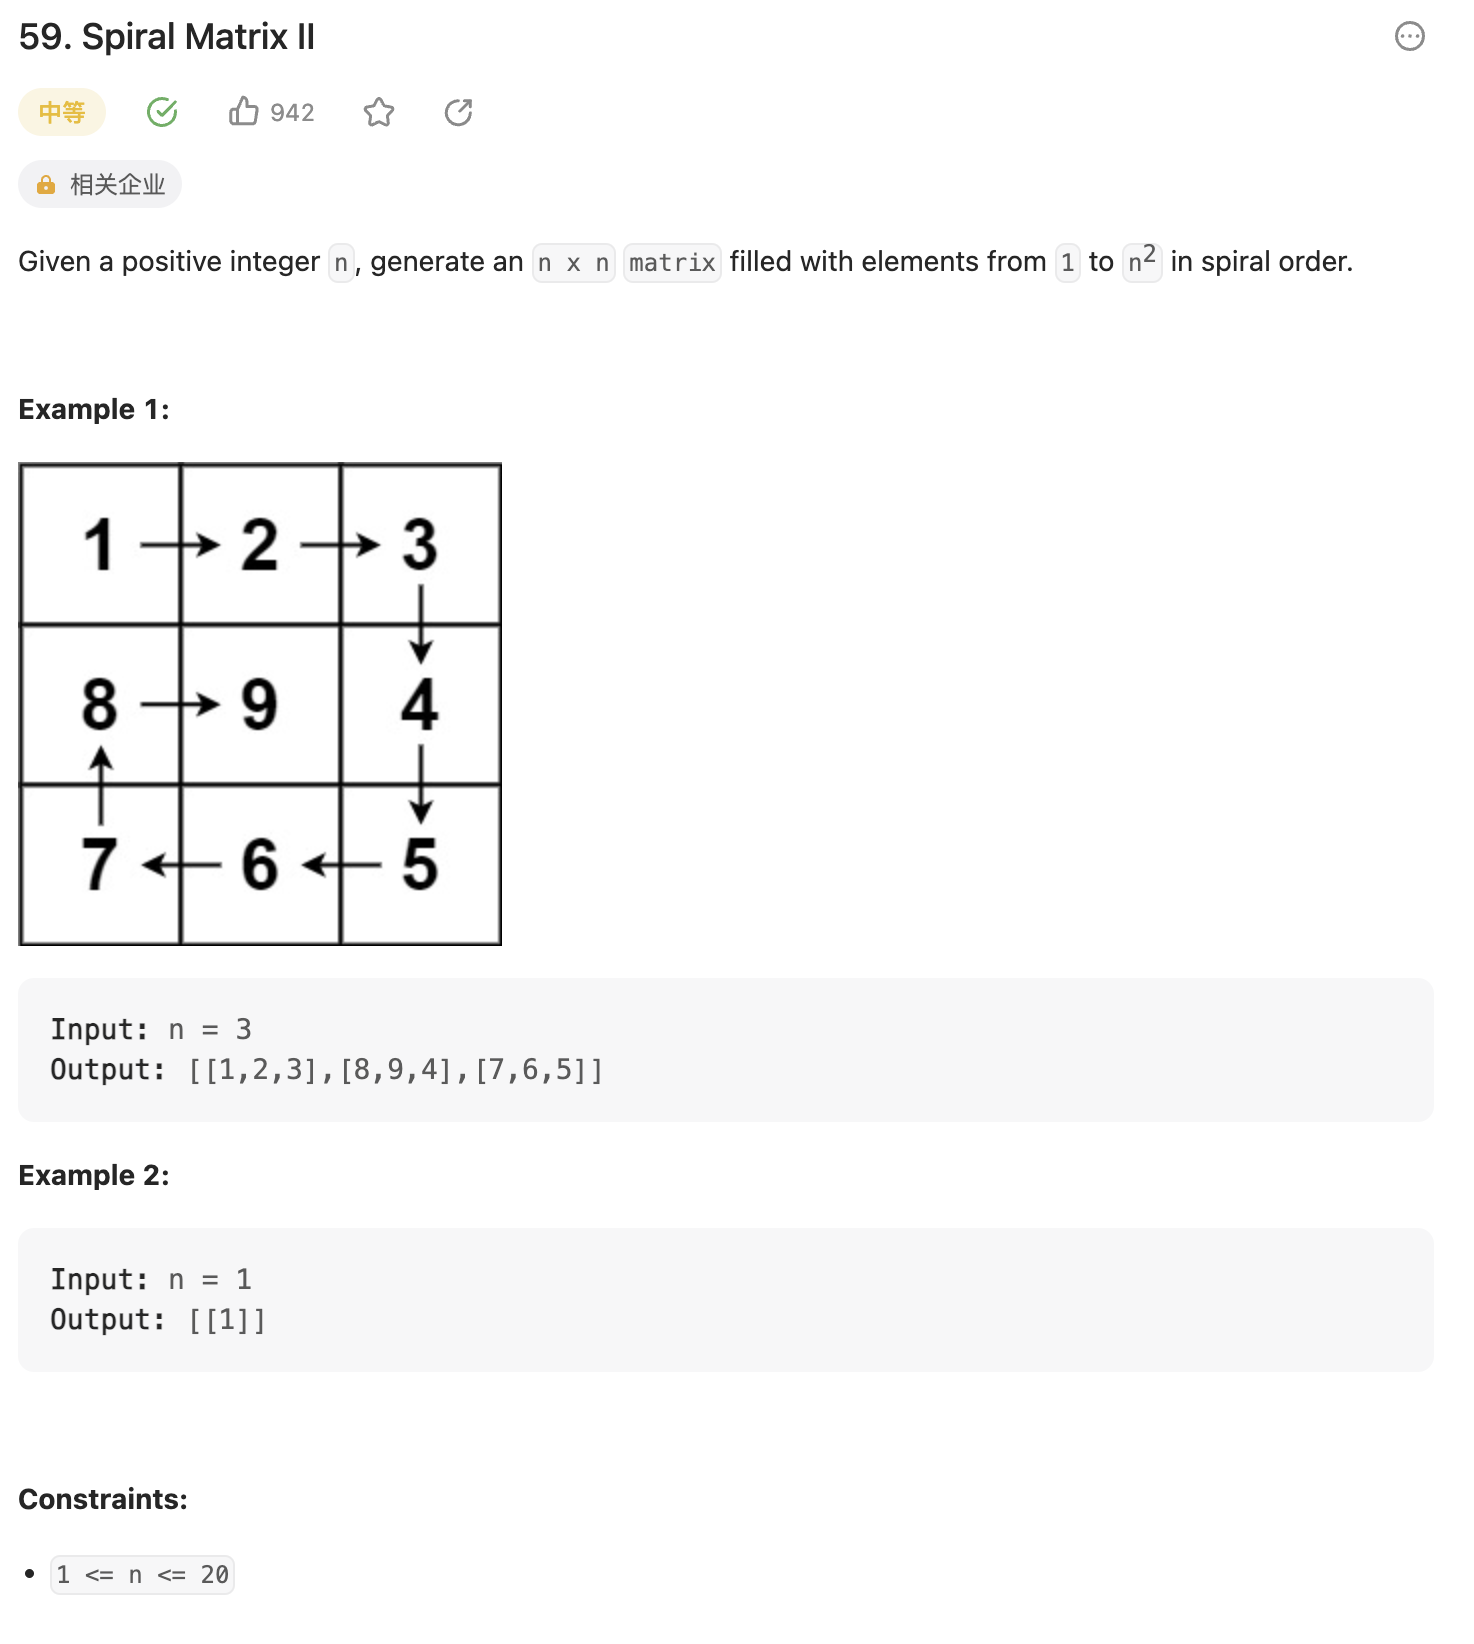 59. Spiral Matrix II
中等 942
相关企业
Given a positive integer n, generate an n x n matrix filled with elements from 1 to n² in spiral order.
Example 1:
1 2 3
8 9 4
7 6 5
Input: n = 3
Output: [[1,2,3],[8,9,4],[7,6,5]]
Example 2:
Input: n = 1
Output: [[1]]
Constraints:
• 1 <= n <= 20